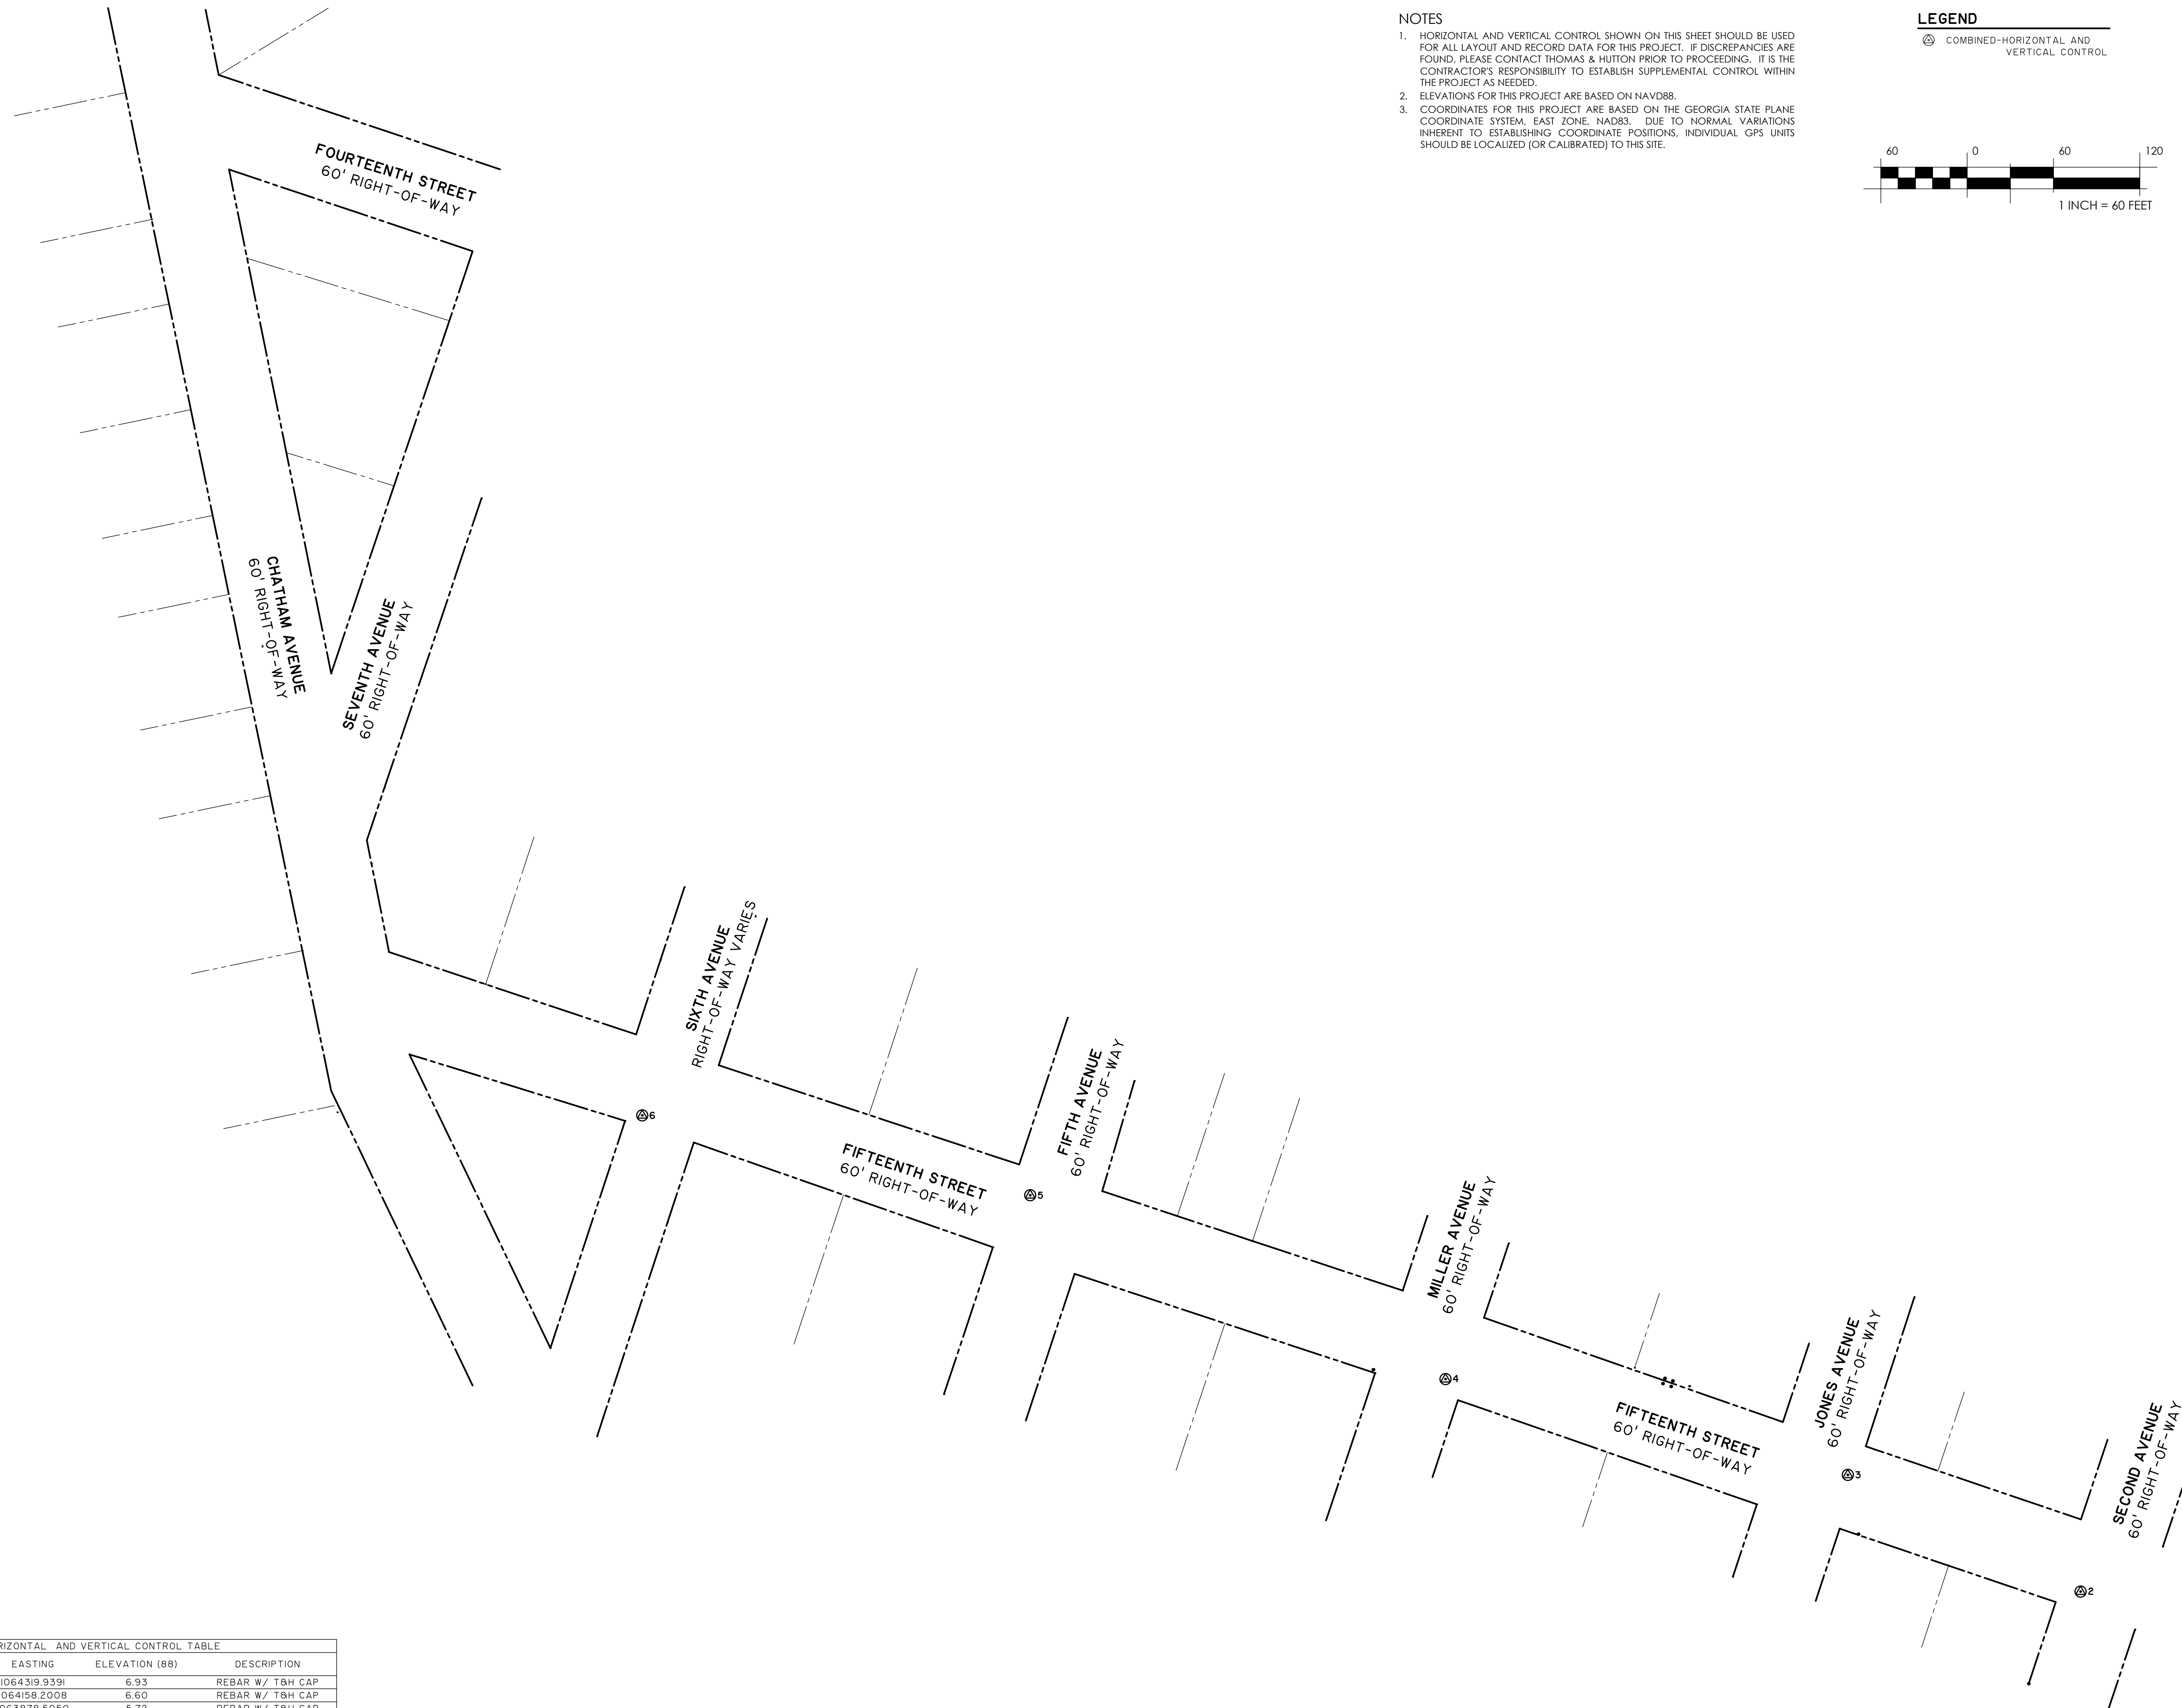 NOTES
1. HORIZONTAL AND VERTICAL CONTROL SHOWN ON THIS SHEET SHOULD BE USED
FOR ALL LAYOUT AND RECORD DATA FOR THIS PROJECT. IF DISCREPANCIES ARE
FOUND, PLEASE CONTACT THOMAS & HUTTON PRIOR TO PROCEEDING. IT IS THE
CONTRACTOR'S RESPONSIBILITY TO ESTABLISH SUPPLEMENTAL CONTROL WITHIN
THE PROJECT AS NEEDED.
2. ELEVATIONS FOR THIS PROJECT ARE BASED ON NAVD88.
3. COORDINATES FOR THIS PROJECT ARE BASED ON THE GEORGIA STATE PLANE
COORDINATE SYSTEM, EAST ZONE, NAD83. DUE TO NORMAL VARIATIONS
INHERENT TO ESTABLISHING COORDINATE POSITIONS, INDIVIDUAL GPS UNITS
SHOULD BE LOCALIZED (OR CALIBRATED) TO THIS SITE.
LEGEND
COMBINED-HORIZONTAL AND
VERTICAL CONTROL
60 0 60 120
1 INCH = 60 FEET
FOURTEENTH STREET
60' RIGHT-OF-WAY
CHATHAM AVENUE
60' RIGHT-OF-WAY
SEVENTH AVENUE
60' RIGHT-OF-WAY
SIXTH AVENUE
RIGHT-OF-WAY VARIES
6
FIFTEENTH STREET
60' RIGHT-OF-WAY
5
FIFTH AVENUE
60' RIGHT-OF-WAY
MILLER AVENUE
60' RIGHT-OF-WAY
4
FIFTEENTH STREET
60' RIGHT-OF-WAY
JONES AVENUE
60' RIGHT-OF-WAY
3
SECOND AVENUE
60' RIGHT-OF-WAY
2
AND VERTICAL CONTROL TABLE
EASTING ELEVATION (88) DESCRIPTION
1064319.9391 6.93 REBAR W/ T&H CAP
1064158.2008 6.60 REBAR W/ T&H CAP